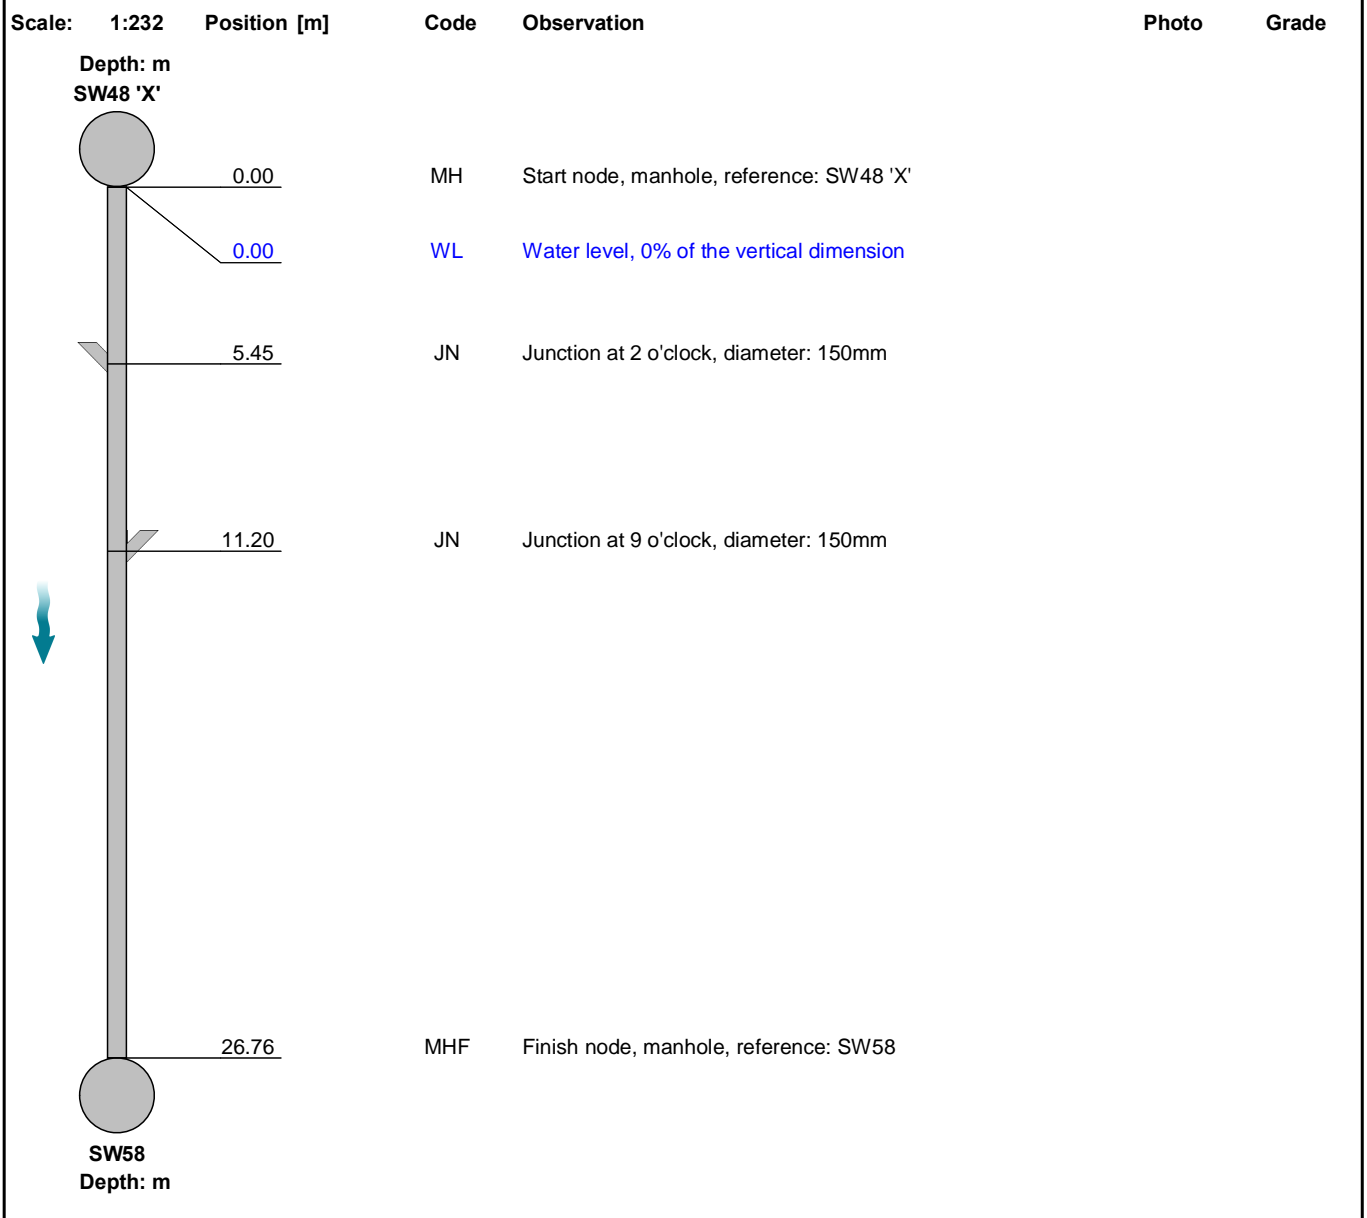 Scale: 1:232 Position [m] Code Observation Photo Grade
Depth: m
SW48 'X'
0.00 MH Start node, manhole, reference: SW48 'X'
0.00 WL Water level, 0% of the vertical dimension
5.45 JN Junction at 2 o'clock, diameter: 150mm
11.20 JN Junction at 9 o'clock, diameter: 150mm
26.76 MHF Finish node, manhole, reference: SW58
SW58
Depth: m